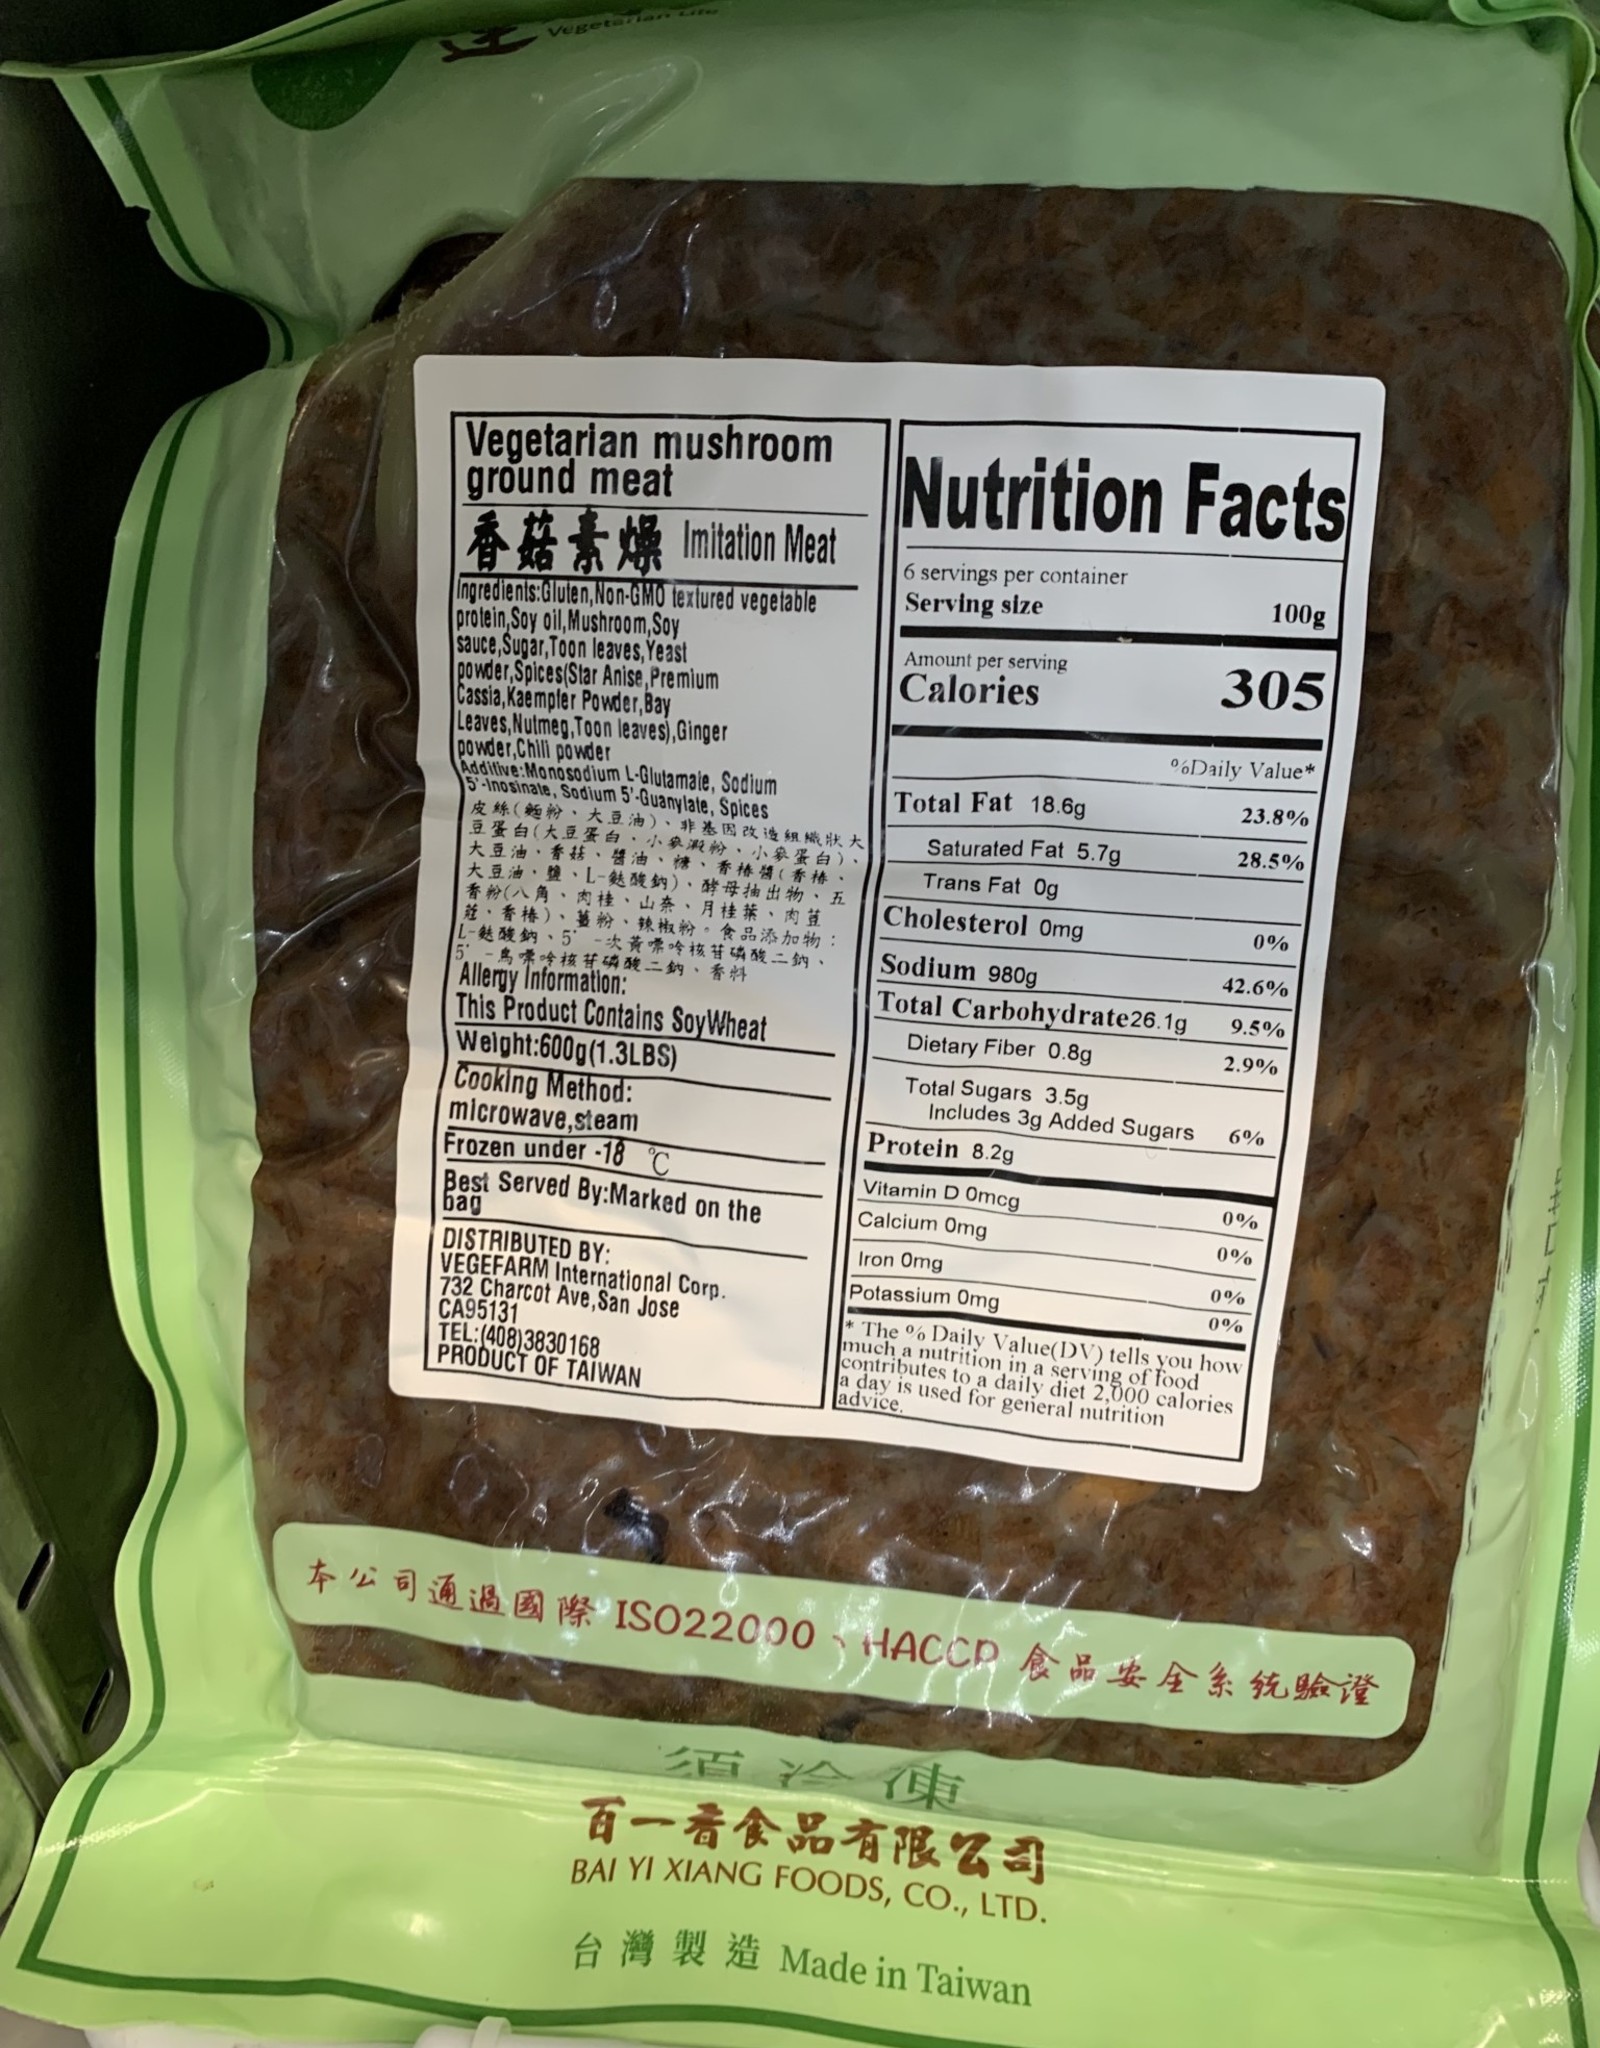 Vegetarian Life
Vegetarian mushroom
ground meat
香菇素燥 Imitation Meat
Ingredients:Gluten,Non-GMO textured vegetable
protein,Soy oil,Mushroom,Soy
sauce,Sugar,Toon leaves,Yeast
powder,Spices(Star Anise,Premium
Cassia,Kaempfer Powder,Bay
Leaves,Nutmeg,Toon leaves),Ginger
powder,Chili powder
Additive:Monosodium L-Glutamate, Sodium
5'-Inosinate, Sodium 5'-Guanylate, Spices
皮絲(麵粉、大豆油)、非基因改造組織狀大
豆蛋白(大豆蛋白、小麥澱粉、小麥蛋白)、
大豆油、香菇、醬油、糖、香椿醬(香椿、
大豆油、鹽、L-麩酸鈉)、酵母抽出物、五
香粉(八角、肉桂、山奈、月桂葉、肉荳
蔻、香椿)、薑粉、辣椒粉。食品添加物：
L-麩酸鈉、5'-次黃嘌呤核苷磷酸二鈉、
5'-鳥嘌呤核苷磷酸二鈉、香料
Allergy Information:
This Product Contains SoyWheat
Weight:600g(1.3LBS)
Cooking Method:
microwave,steam
Frozen under -18 ℃
Best Served By:Marked on the
bag
DISTRIBUTED BY:
VEGEFARM International Corp.
732 Charcot Ave,San Jose
CA95131
TEL:(408)3830168
PRODUCT OF TAIWAN
Nutrition Facts
6 servings per container
Serving size 100g
Amount per serving
Calories 305
%Daily Value*
Total Fat 18.6g 23.8%
Saturated Fat 5.7g 28.5%
Trans Fat 0g
Cholesterol 0mg 0%
Sodium 980g 42.6%
Total Carbohydrate26.1g 9.5%
Dietary Fiber 0.8g 2.9%
Total Sugars 3.5g
Includes 3g Added Sugars 6%
Protein 8.2g
Vitamin D 0mcg 0%
Calcium 0mg 0%
Iron 0mg 0%
Potassium 0mg 0%
* The % Daily Value(DV) tells you how
much a nutrition in a serving of food
contributes to a daily diet 2,000 calories
a day is used for general nutrition
advice.
本公司通過國際 ISO22000、HACCP 食品安全系統驗證
須冷凍
百一香食品有限公司
BAI YI XIANG FOODS, CO., LTD.
台灣製造 Made in Taiwan